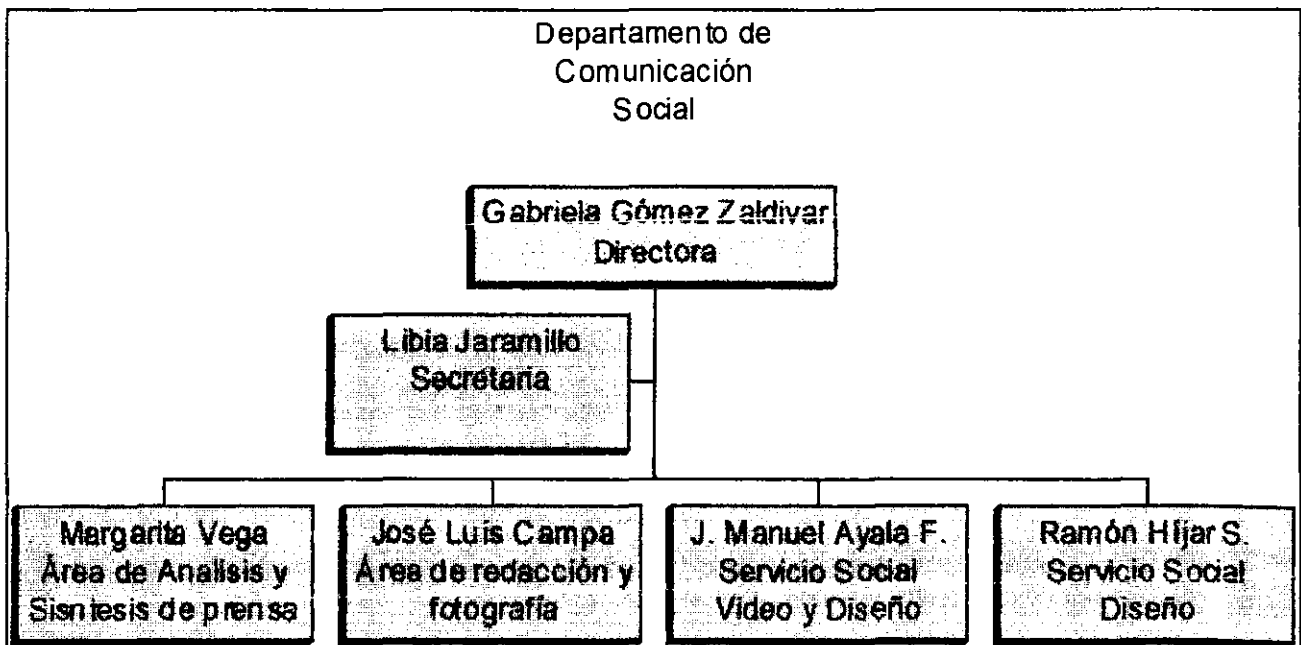 Departamento de
Comunicación
Social
Gabriela Gómez Zaldivar
Directora
Libia Jaramillo
Secretaria
Margarita Vega
Área de Analisis y
Sisntesis de prensa
José Luis Campa
Área de redacción y
fotografía
J. Manuel Ayala F.
Servicio Social
Video y Diseño
Ramón Híjar S.
Servicio Social
Diseño